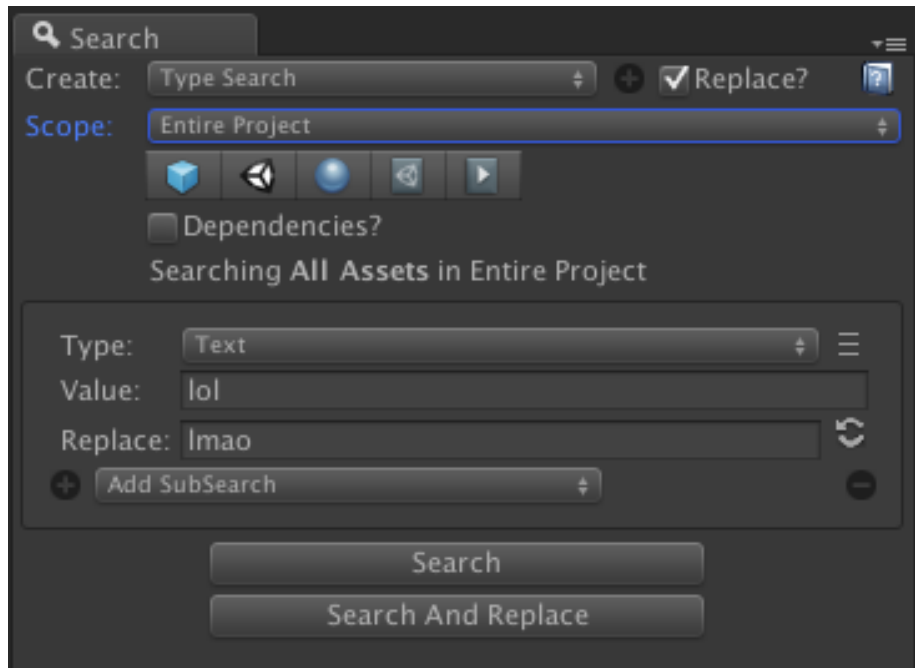 Search
Create: Type Search Replace?
Scope: Entire Project
Dependencies?
Searching All Assets in Entire Project
Type: Text
Value: lol
Replace: lmao
Add SubSearch
Search
Search And Replace